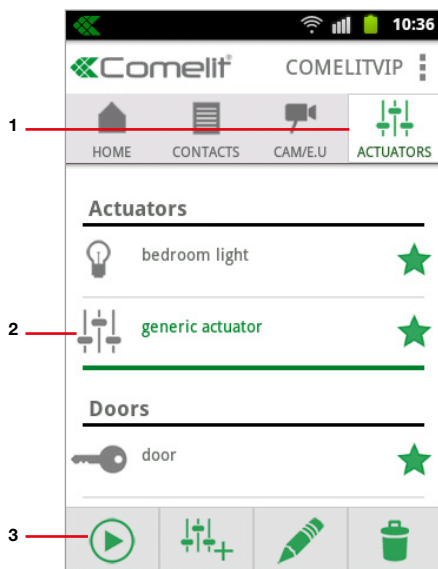 10:36
Comelit COMELITVIP
1
HOME CONTACTS CAM/E.U ACTUATORS
Actuators
bedroom light
2 generic actuator
Doors
door
3